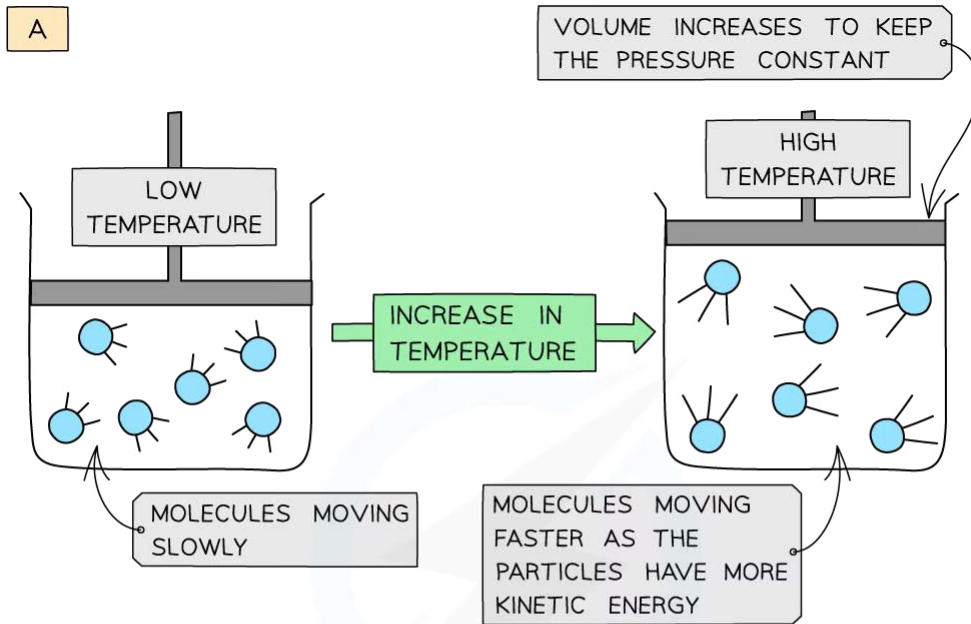 A
VOLUME INCREASES TO KEEP
THE PRESSURE CONSTANT
LOW
TEMPERATURE
HIGH
TEMPERATURE
INCREASE IN
TEMPERATURE
MOLECULES MOVING
SLOWLY
MOLECULES MOVING
FASTER AS THE
PARTICLES HAVE MORE
KINETIC ENERGY